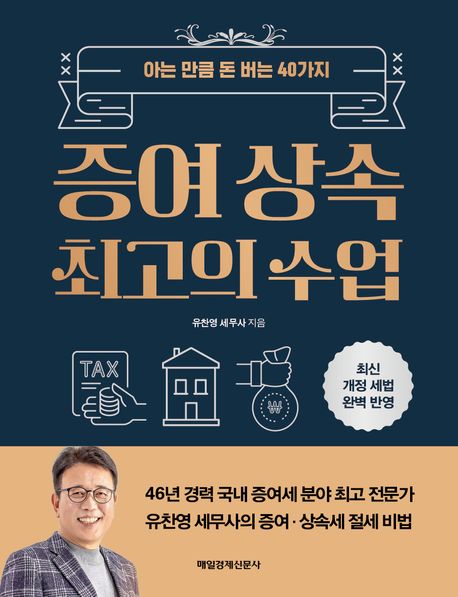 아는 만큼 돈 버는 40가지
증여 상속
최고의 수업
유찬영 세무사 지음
TAX
₩
최신
개정 세법
완벽 반영
46년 경력 국내 증여세 분야 최고 전문가
유찬영 세무사의 증여 · 상속세 절세 비법
매일경제신문사